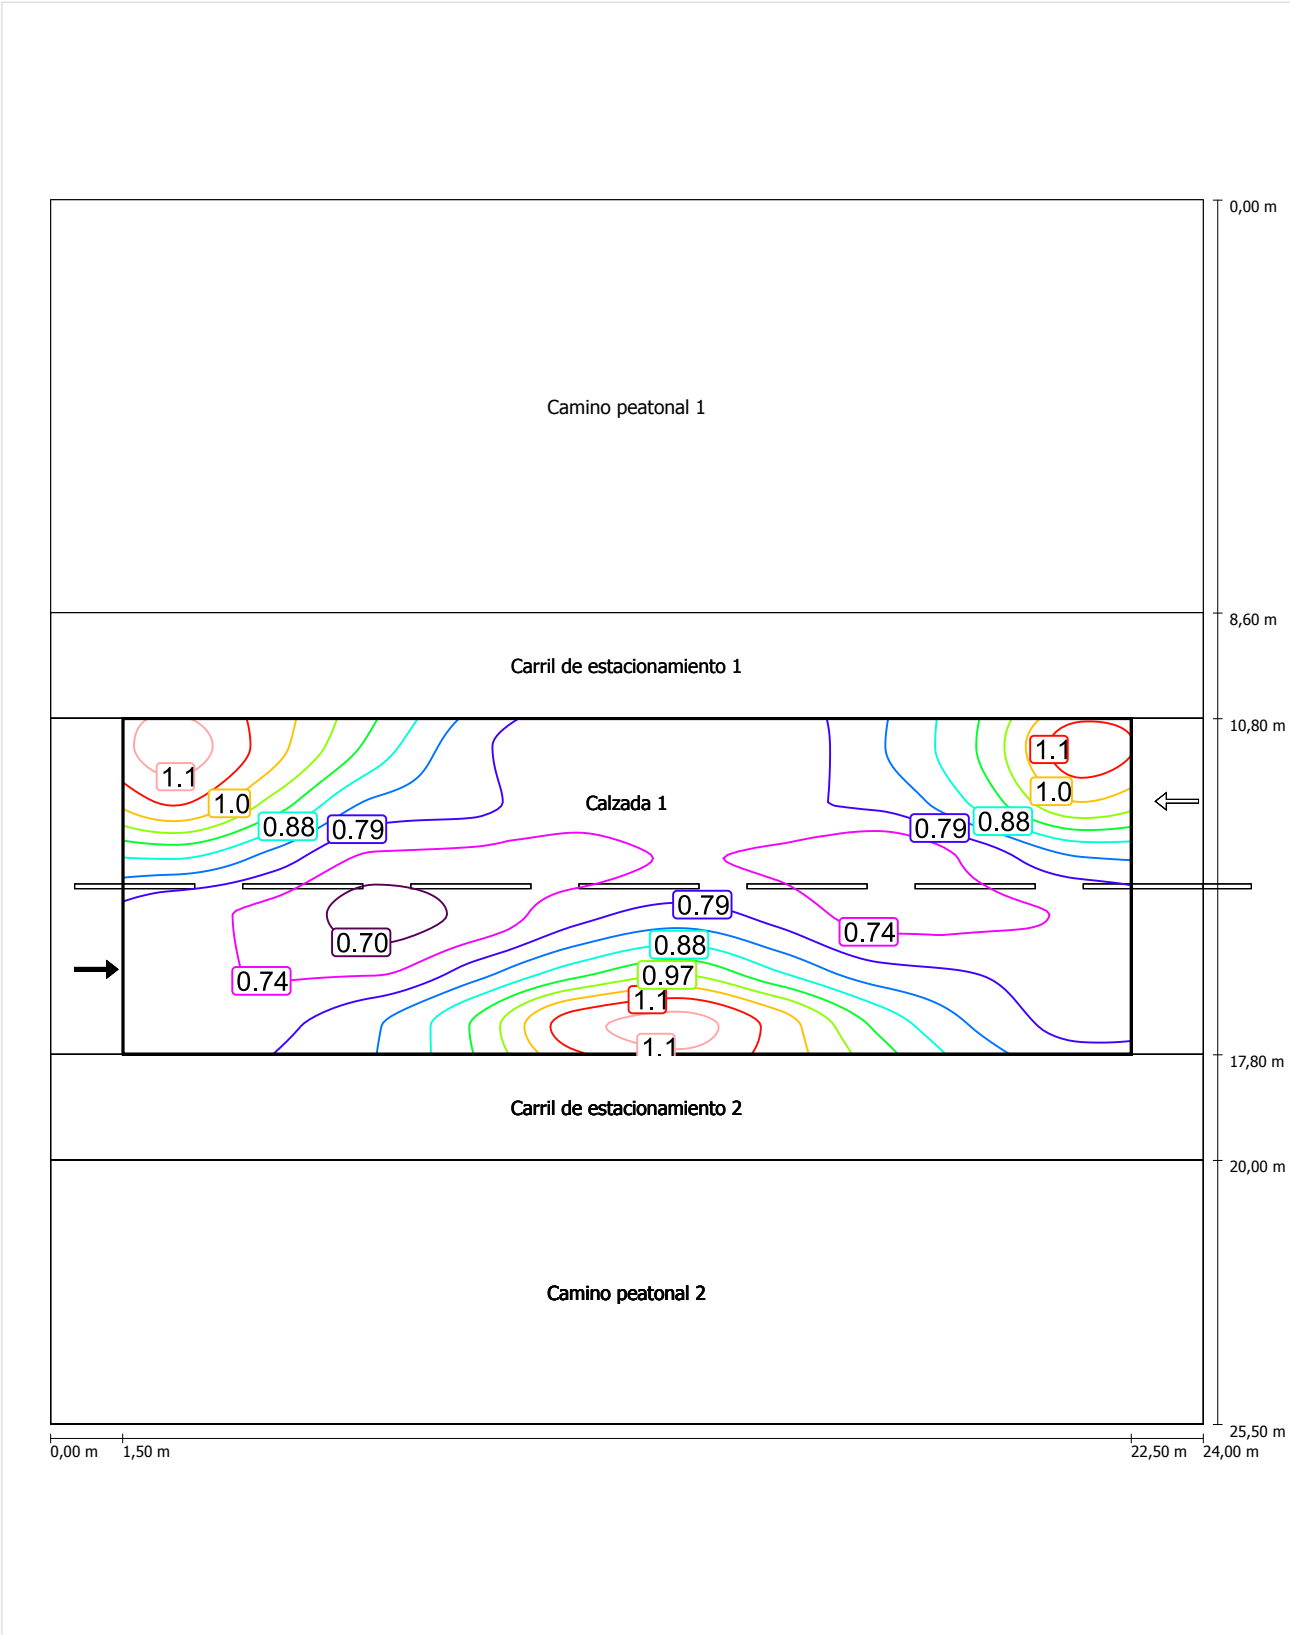 0,00 m
Camino peatonal 1
8,60 m
Carril de estacionamiento 1
10,80 m
1.1
1.1
1.0
1.0
Calzada 1
0.88
0.79
0.79
0.88
0.79
0.74
0.70
0.88
0.74
0.97
1.1
1.1
17,80 m
Carril de estacionamiento 2
20,00 m
Camino peatonal 2
25,50 m
0,00 m
1,50 m
22,50 m
24,00 m